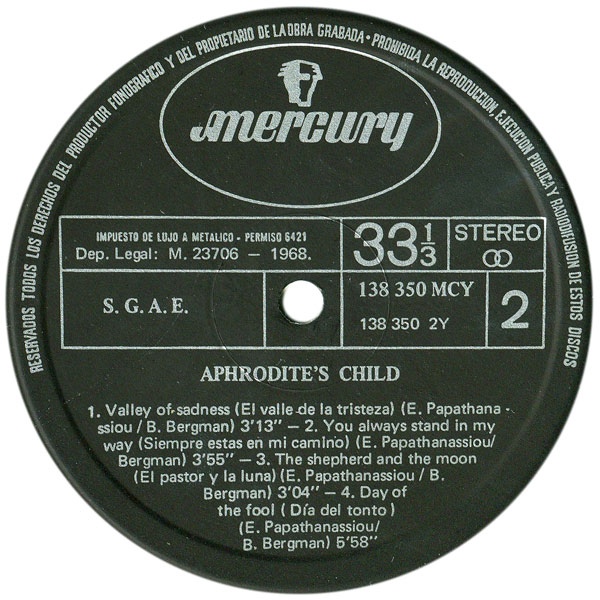 RESERVADOS TODOS LOS DERECHOS DEL PRODUCTOR FONOGRAFICO Y DEL PROPIETARIO DE LA OBRA GRABADA · PROHIBIDA LA REPRODUCCION, EJECUCION PUBLICA Y RADIODIFUSION DE ESTOS DISCOS
mercury
IMPUESTO DE LUJO A METALICO - PERMISO 6421
Dep. Legal: M. 23706 — 1968.
33 1/3
STEREO
S. G. A. E.
138 350 MCY
138 350 2Y
2
APHRODITE'S CHILD
1. Valley of sadness (El valle de la tristeza) (E. Papathana-
ssiou / B. Bergman) 3'13" — 2. You always stand in my
way (Siempre estas en mi camino) (E. Papathanassiou/
Bergman) 3'55" — 3. The shepherd and the moon
(El pastor y la luna) (E. Papathanassiou / B.
Bergman) 3'04" — 4. Day of
the fool ( Día del tonto )
(E. Papathanassiou/
B. Bergman) 5'58"